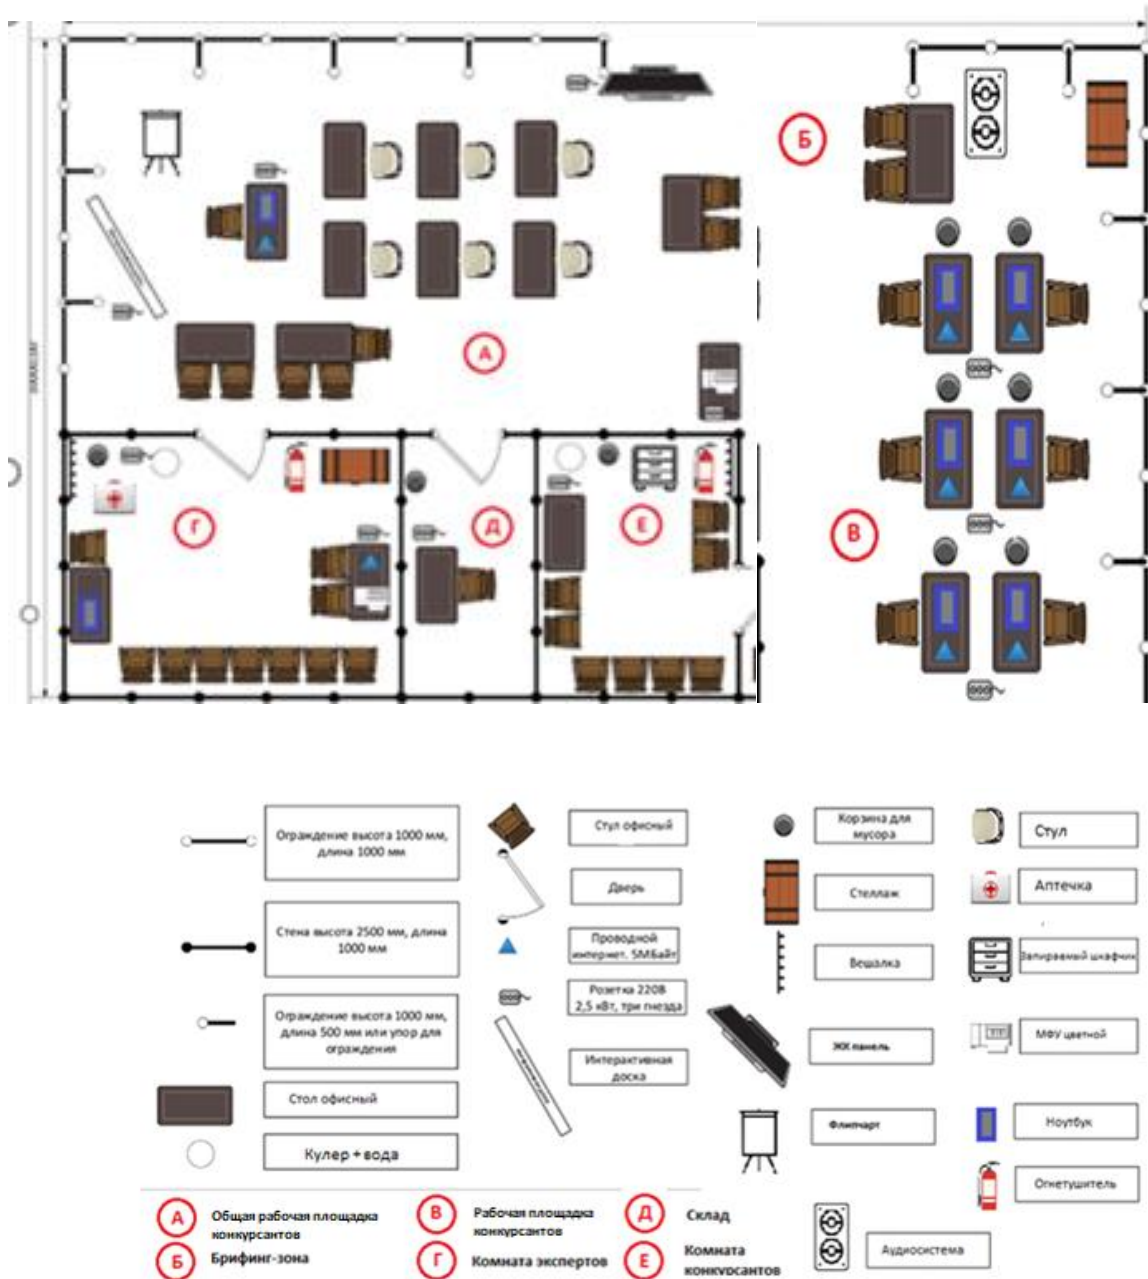 Б
А
В
Г
Д
Е
Ограждение высота 1000 мм,
длина 1000 мм
Стена высота 2500 мм, длина
1000 мм
Ограждение высота 1000 мм,
длина 500 мм или упор для
ограждения
Стол офисный
Кулер + вода
Стул офисный
Дверь
Проводной
интернет. 5МБайт
Розетка 220В
2,5 кВт, три гнезда
Интерактивная
доска
Корзина для
мусора
Стеллаж
Вешалка
ЖК панель
Флипчарт
Аудиосистема
Стул
Аптечка
Запираемый шкафчик
МФУ цветной
Ноутбук
Огнетушитель
А Общая рабочая площадка
конкурсантов
Б Брифинг-зона
В Рабочая площадка
конкурсантов
Г Комната экспертов
Д Склад
Е Комната
конкурсантов